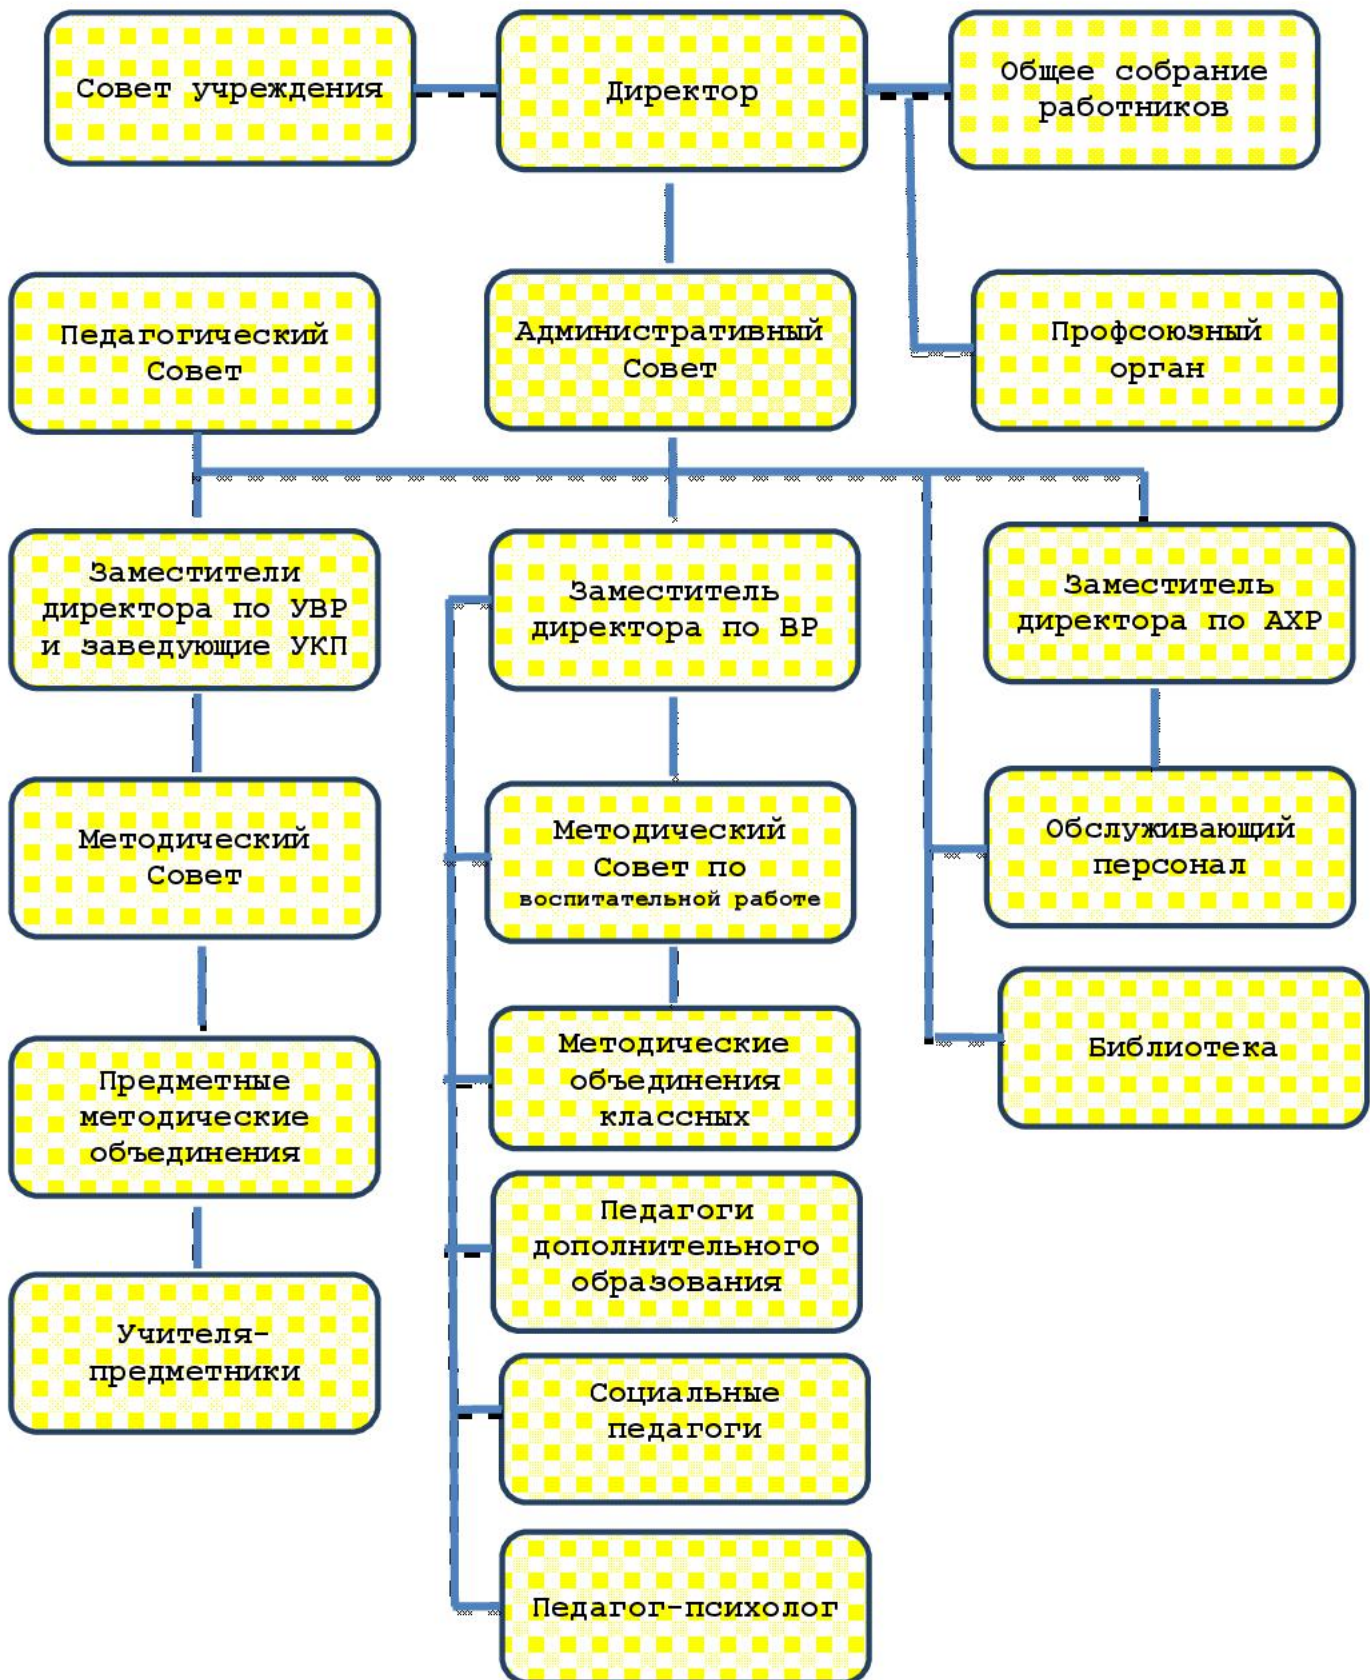 Совет учреждения
Директор
Общее собрание
работников
Педагогический
Совет
Административный
Совет
Профсоюзный
орган
Заместители
директора по УВР
и заведующие УКП
Заместитель
директора по ВР
Заместитель
директора по АХР
Методический
Совет
Методический
Совет по
воспитательной работе
Обслуживающий
персонал
Предметные
методические
объединения
Методические
объединения
классных
Библиотека
Педагоги
дополнительного
образования
Учителя-
предметники
Социальные
педагоги
Педагог-психолог